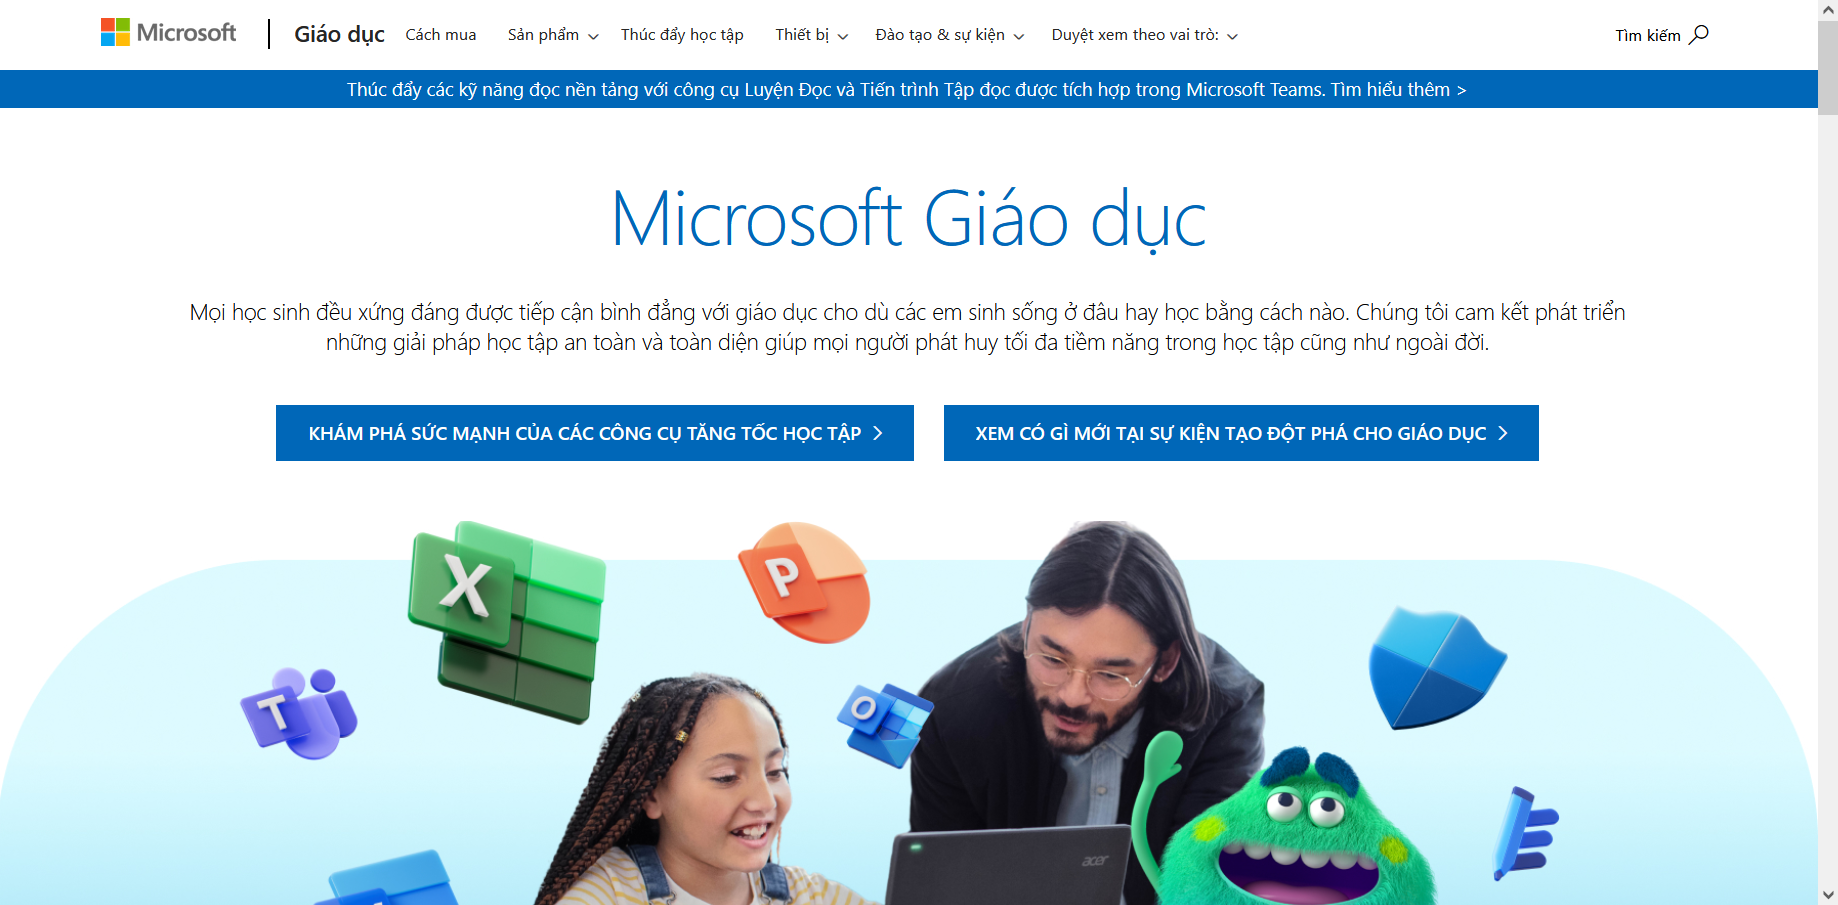 Microsoft
Giáo dục
Cách mua
Sản phẩm
Thúc đẩy học tập
Thiết bị
Đào tạo & sự kiện
Duyệt xem theo vai trò:
Tìm kiếm
Thúc đẩy các kỹ năng đọc nền tảng với công cụ Luyện Đọc và Tiến trình Tập đọc được tích hợp trong Microsoft Teams. Tìm hiểu thêm >
Microsoft Giáo dục
Mọi học sinh đều xứng đáng được tiếp cận bình đẳng với giáo dục cho dù các em sinh sống ở đâu hay học bằng cách nào. Chúng tôi cam kết phát triển
những giải pháp học tập an toàn và toàn diện giúp mọi người phát huy tối đa tiềm năng trong học tập cũng như ngoài đời.
KHÁM PHÁ SỨC MẠNH CỦA CÁC CÔNG CỤ TĂNG TỐC HỌC TẬP
XEM CÓ GÌ MỚI TẠI SỰ KIỆN TẠO ĐỘT PHÁ CHO GIÁO DỤC
X
P
T
O
acer